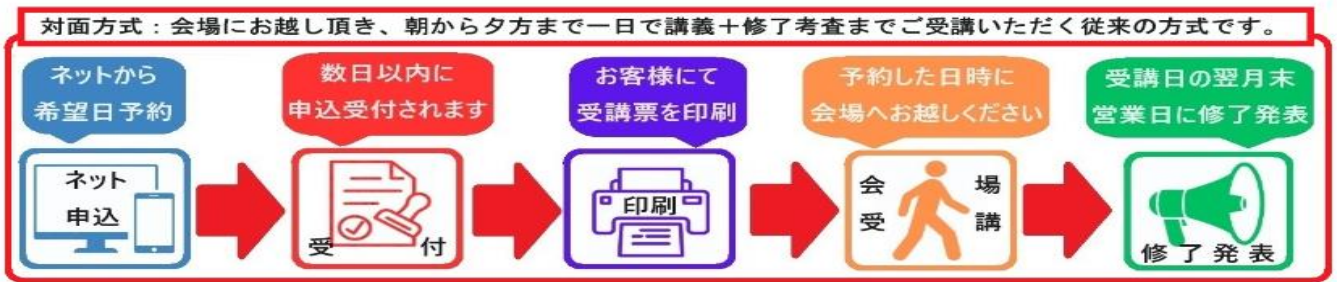 対面方式：会場にお越し頂き、朝から夕方まで一日で講義＋修了考査までご受講いただく従来の方式です。
ネットから
希望日予約
数日以内に
申込受付されます
お客様にて
受講票を印刷
予約した日時に
会場へお越しください
受講日の翌月末
営業日に修了発表
ネット
申込
受付
印刷
会場
受講
修了発表